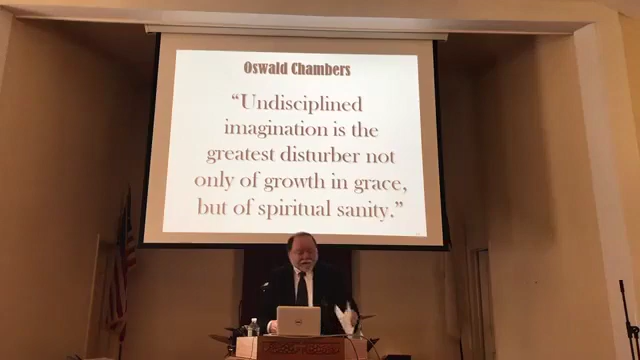 Oswald Chambers
“Undisciplined
imagination is the
greatest disturber not
only of growth in grace,
but of spiritual sanity.”